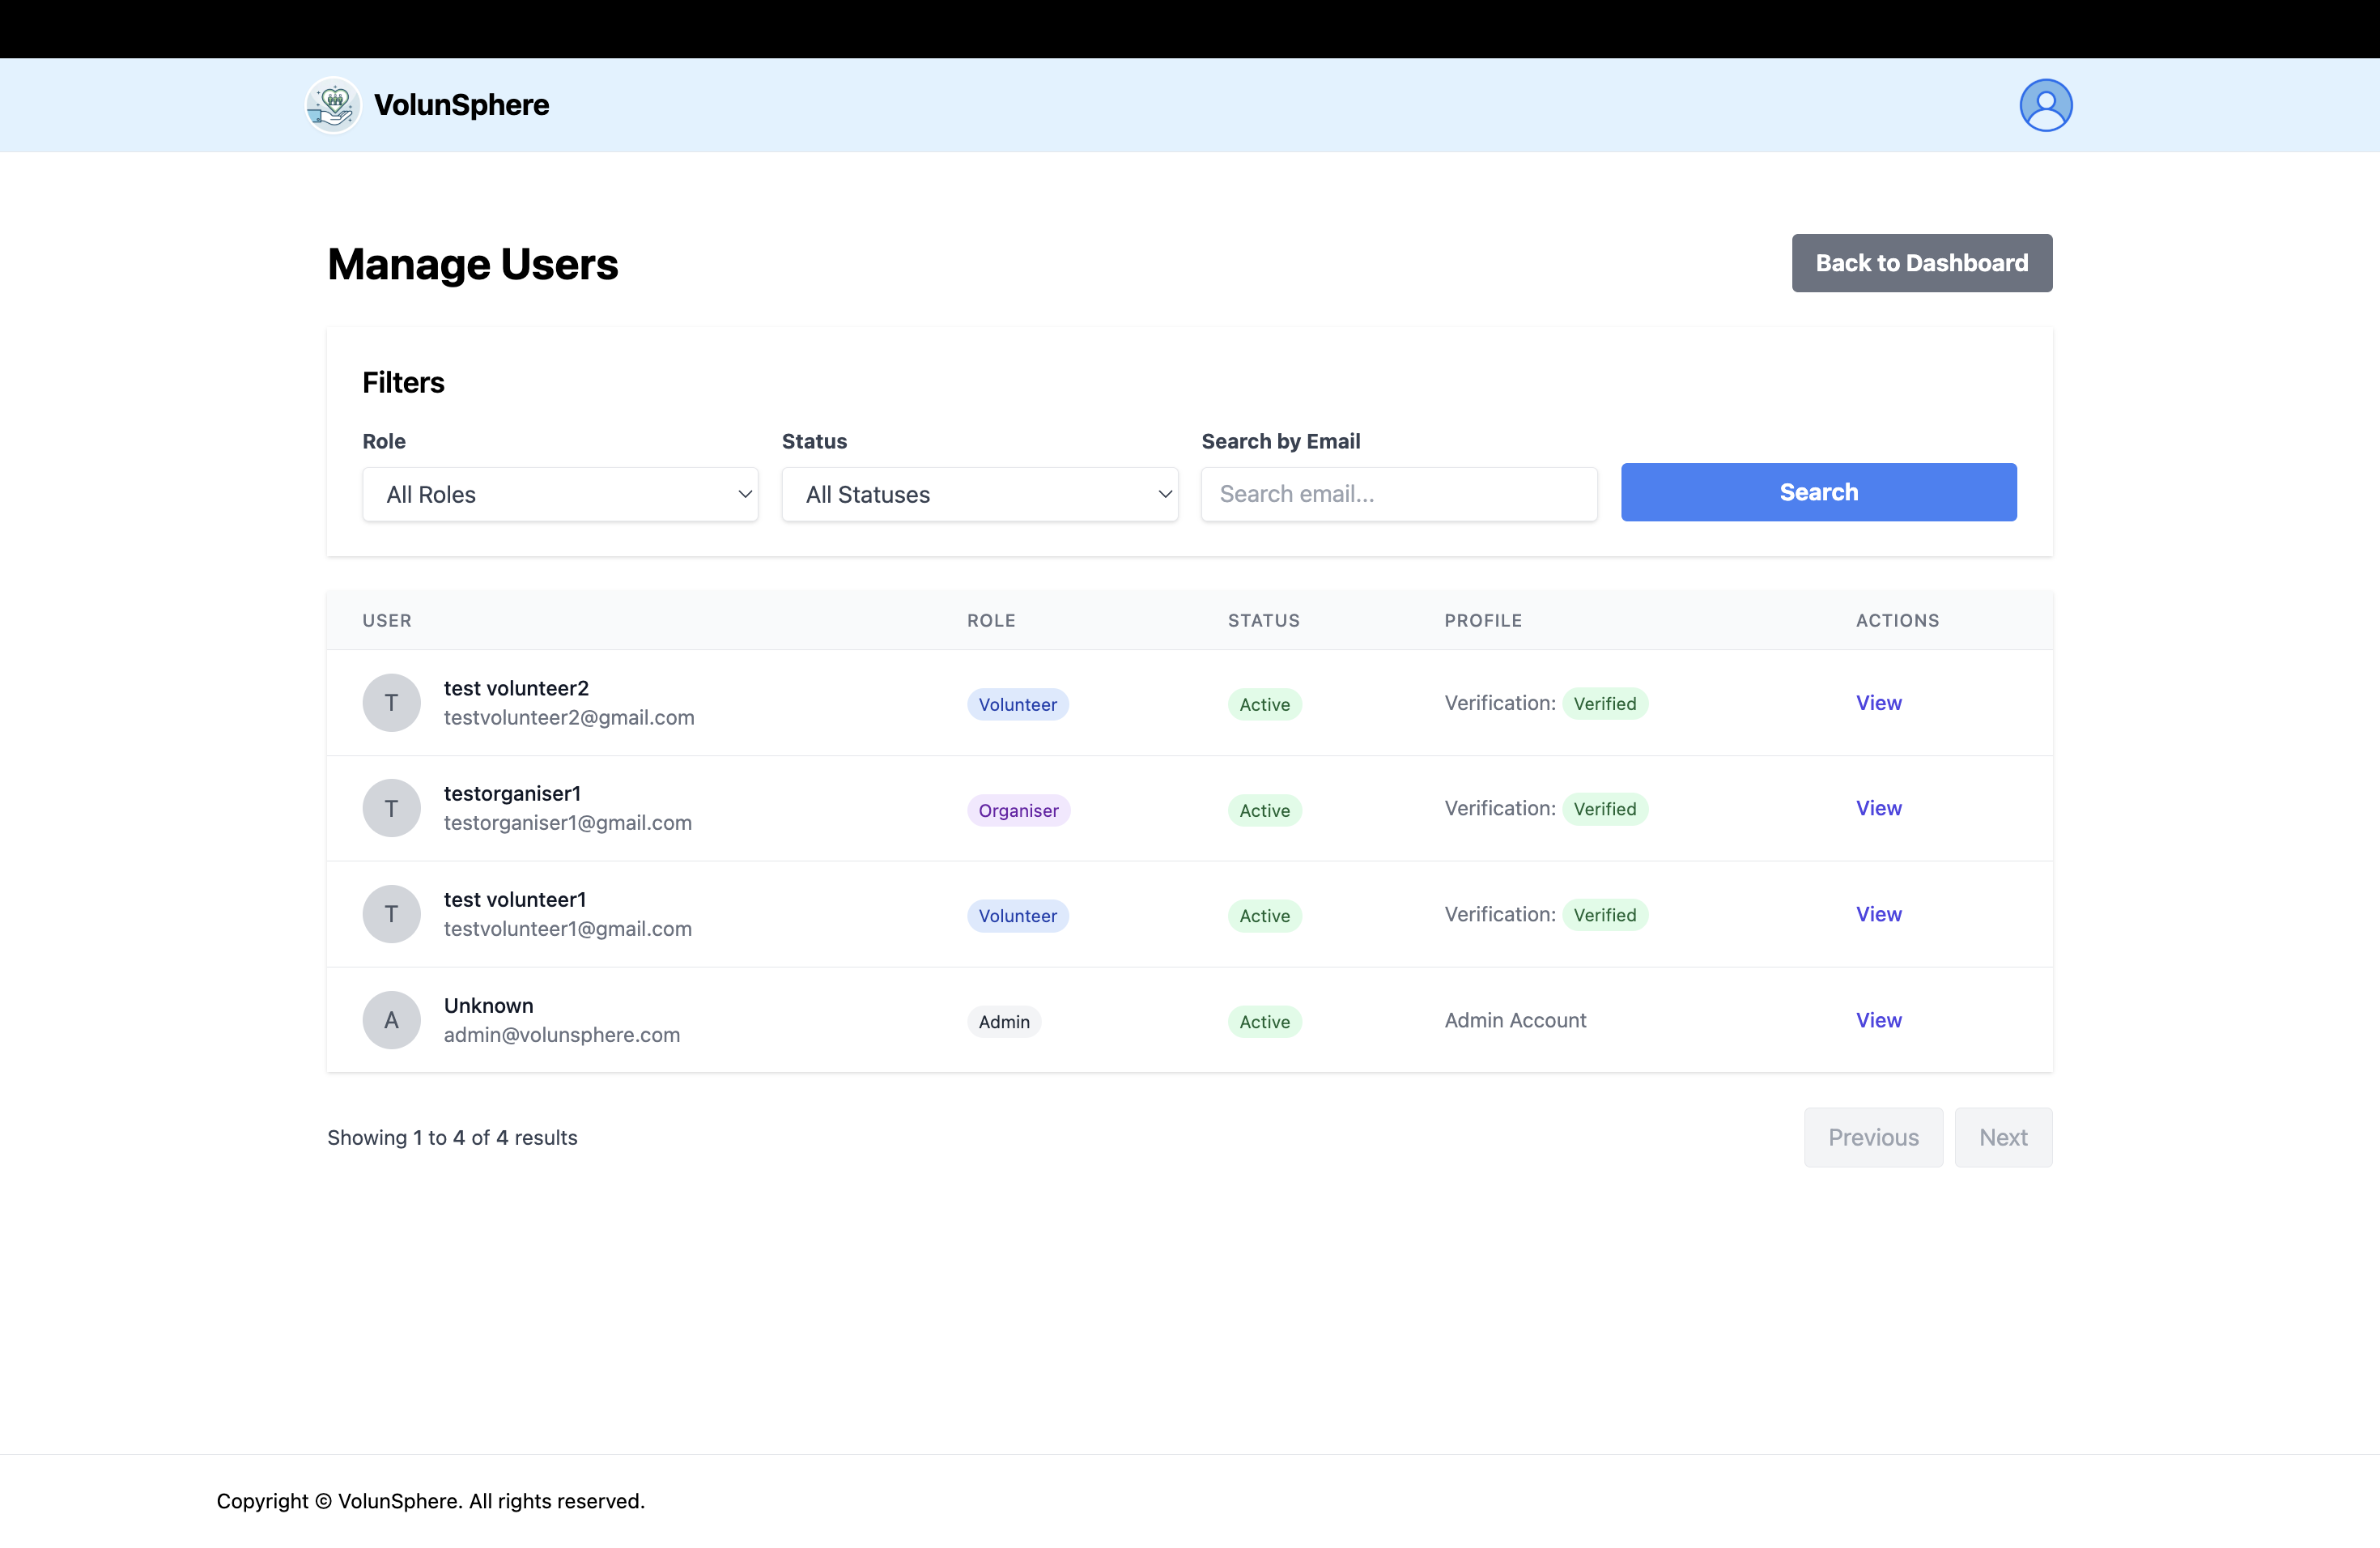 VolunSphere
Manage Users
Back to Dashboard
Filters
Role
Status
Search by Email
All Roles
All Statuses
Search email...
Search
USER ROLE STATUS PROFILE ACTIONS
T
test volunteer2
testvolunteer2@gmail.com
Volunteer
Active
Verification: Verified
View
T
testorganiser1
testorganiser1@gmail.com
Organiser
Active
Verification: Verified
View
T
test volunteer1
testvolunteer1@gmail.com
Volunteer
Active
Verification: Verified
View
A
Unknown
admin@volunsphere.com
Admin
Active
Admin Account
View
Showing 1 to 4 of 4 results
Previous
Next
Copyright © VolunSphere. All rights reserved.